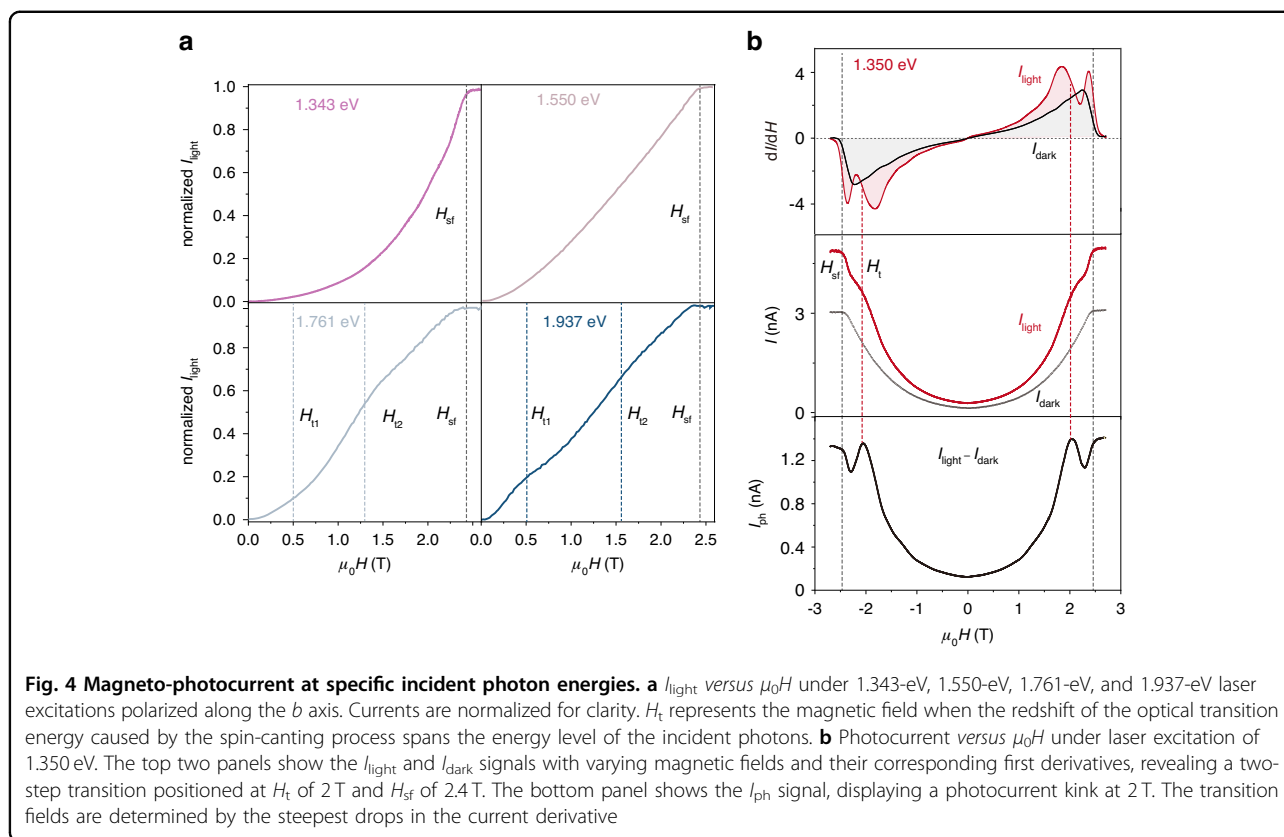 a
normalized I_light
1.0
0.8
0.6
0.4
0.2
0.0
1.343 eV
H_sf
1.550 eV
H_sf
normalized I_light
1.0
0.8
0.6
0.4
0.2
0.0
1.761 eV
H_t1
H_t2
H_sf
0.0 0.5 1.0 1.5 2.0
μ₀H (T)
1.937 eV
H_t1
H_t2
H_sf
0.0 0.5 1.0 1.5 2.0 2.5
μ₀H (T)
b
dI/dH
4
0
-4
1.350 eV
I_light
I_dark
I (nA)
3
0
H_sf
H_t
I_light
I_dark
I_ph (nA)
1.2
0.8
0.4
0
I_light – I_dark
-3 -2 -1 0 1 2 3
μ₀H (T)
Fig. 4 Magneto-photocurrent at specific incident photon energies. a I_light versus μ₀H under 1.343-eV, 1.550-eV, 1.761-eV, and 1.937-eV laser
excitations polarized along the b axis. Currents are normalized for clarity. H_t represents the magnetic field when the redshift of the optical transition
energy caused by the spin-canting process spans the energy level of the incident photons. b Photocurrent versus μ₀H under laser excitation of
1.350 eV. The top two panels show the I_light and I_dark signals with varying magnetic fields and their corresponding first derivatives, revealing a two-
step transition positioned at H_t of 2 T and H_sf of 2.4 T. The bottom panel shows the I_ph signal, displaying a photocurrent kink at 2 T. The transition
fields are determined by the steepest drops in the current derivative